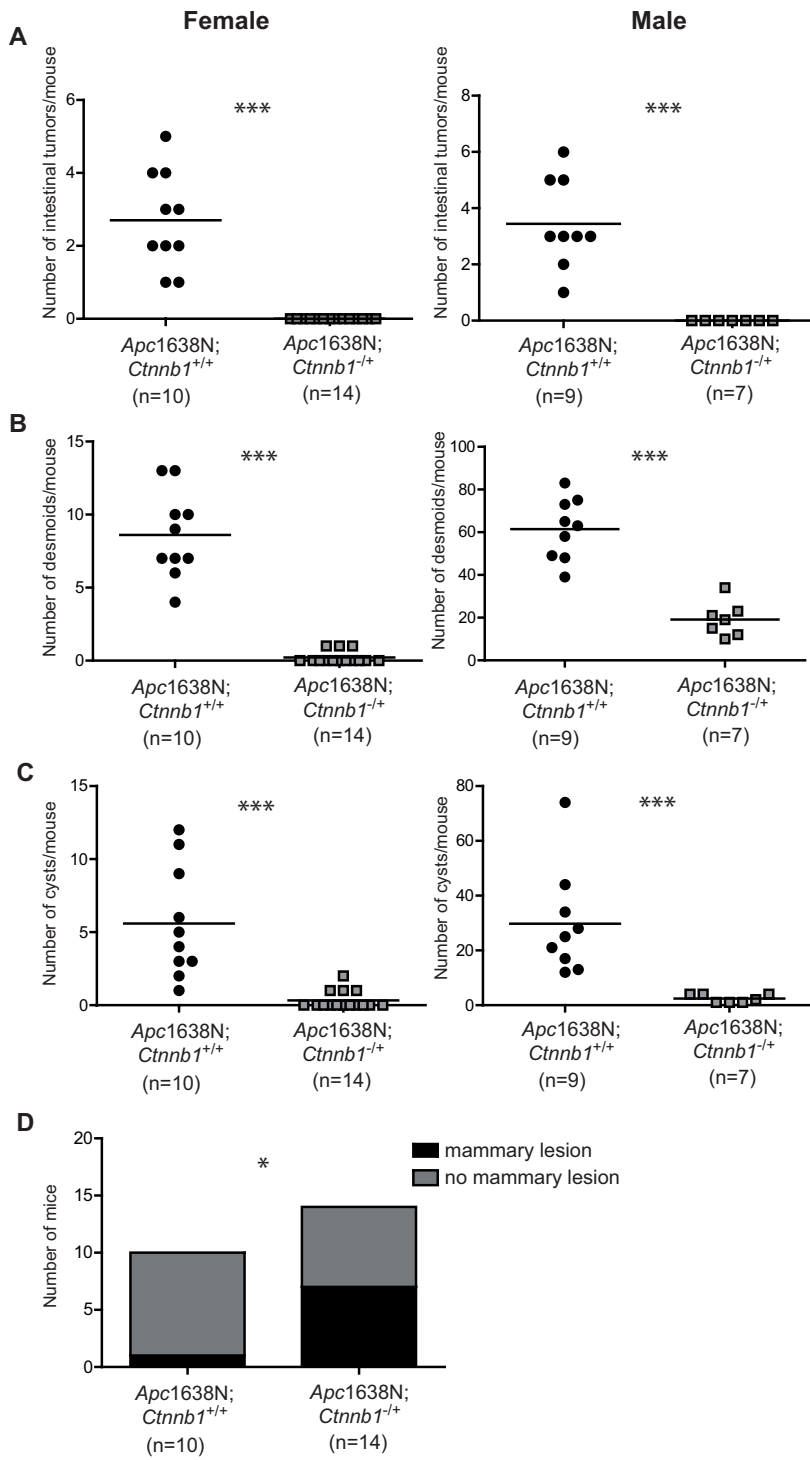 Female
Male
A
Number of intestinal tumors/mouse
6
4
2
0
***
Apc1638N;
Ctnnb1+/+
(n=10)
Apc1638N;
Ctnnb1-/+
(n=14)
Number of intestinal tumors/mouse
8
6
4
2
0
***
Apc1638N;
Ctnnb1+/+
(n=9)
Apc1638N;
Ctnnb1-/+
(n=7)
B
Number of desmoids/mouse
15
10
5
0
***
Apc1638N;
Ctnnb1+/+
(n=10)
Apc1638N;
Ctnnb1-/+
(n=14)
Number of desmoids/mouse
100
80
60
40
20
0
***
Apc1638N;
Ctnnb1+/+
(n=9)
Apc1638N;
Ctnnb1-/+
(n=7)
C
Number of cysts/mouse
15
10
5
0
***
Apc1638N;
Ctnnb1+/+
(n=10)
Apc1638N;
Ctnnb1-/+
(n=14)
Number of cysts/mouse
80
60
40
20
0
***
Apc1638N;
Ctnnb1+/+
(n=9)
Apc1638N;
Ctnnb1-/+
(n=7)
D
Number of mice
20
15
10
5
0
*
mammary lesion
no mammary lesion
Apc1638N;
Ctnnb1+/+
(n=10)
Apc1638N;
Ctnnb1-/+
(n=14)